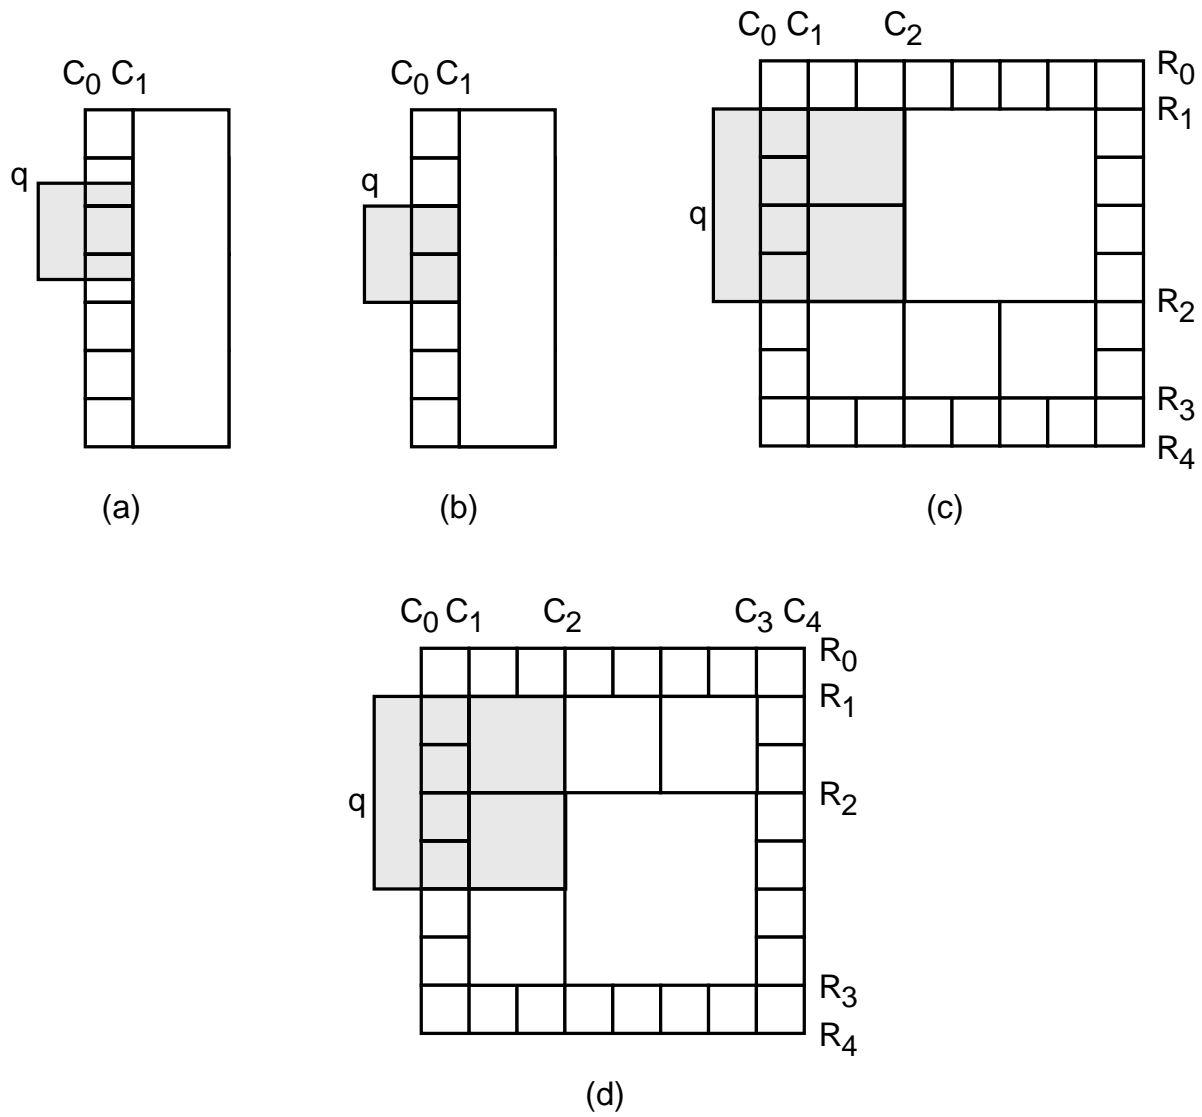 C₀ C₁
q
(a)
C₀ C₁
q
(b)
C₀ C₁ C₂
R₀
R₁
q
R₂
R₃
R₄
(c)
C₀ C₁ C₂ C₃ C₄
R₀
R₁
q
R₂
R₃
R₄
(d)